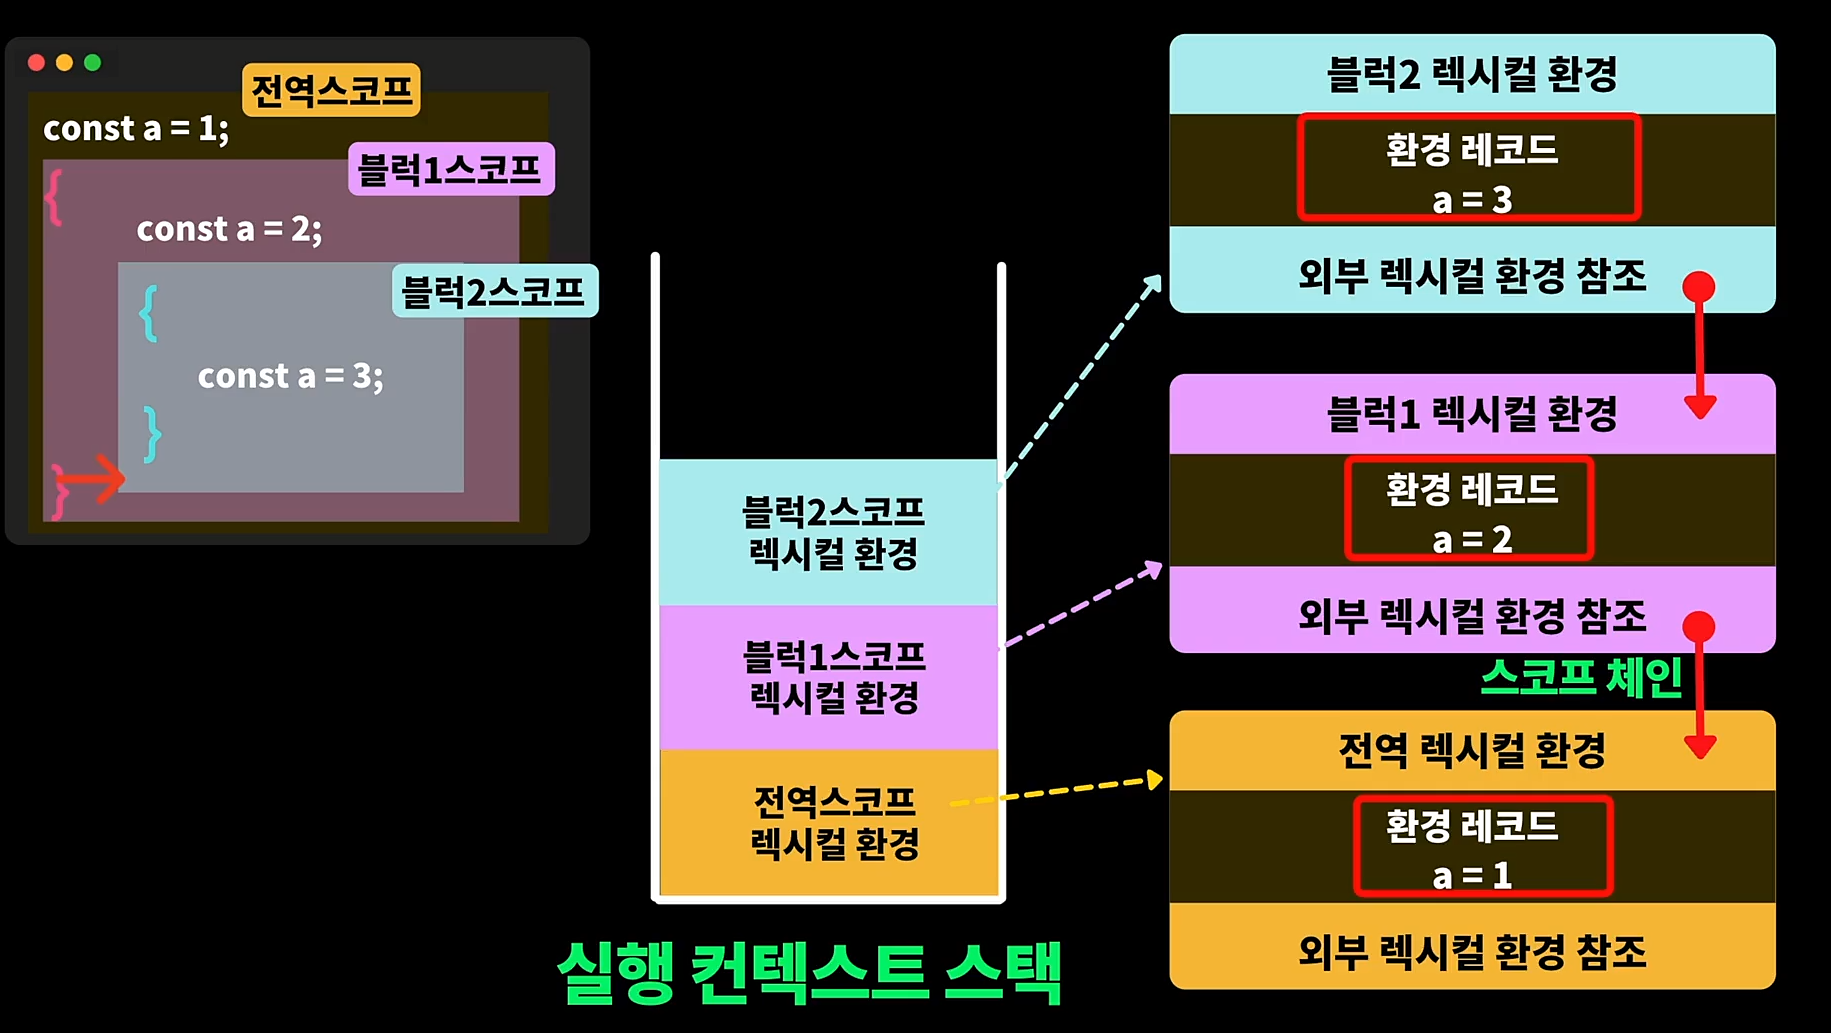 전역스코프
const a = 1;
블럭1스코프
{
const a = 2;
블럭2스코프
{
const a = 3;
}
}
블럭2스코프
렉시컬 환경
블럭1스코프
렉시컬 환경
전역스코프
렉시컬 환경
실행 컨텍스트 스택
블럭2 렉시컬 환경
환경 레코드
a = 3
외부 렉시컬 환경 참조
블럭1 렉시컬 환경
환경 레코드
a = 2
외부 렉시컬 환경 참조
스코프 체인
전역 렉시컬 환경
환경 레코드
a = 1
외부 렉시컬 환경 참조